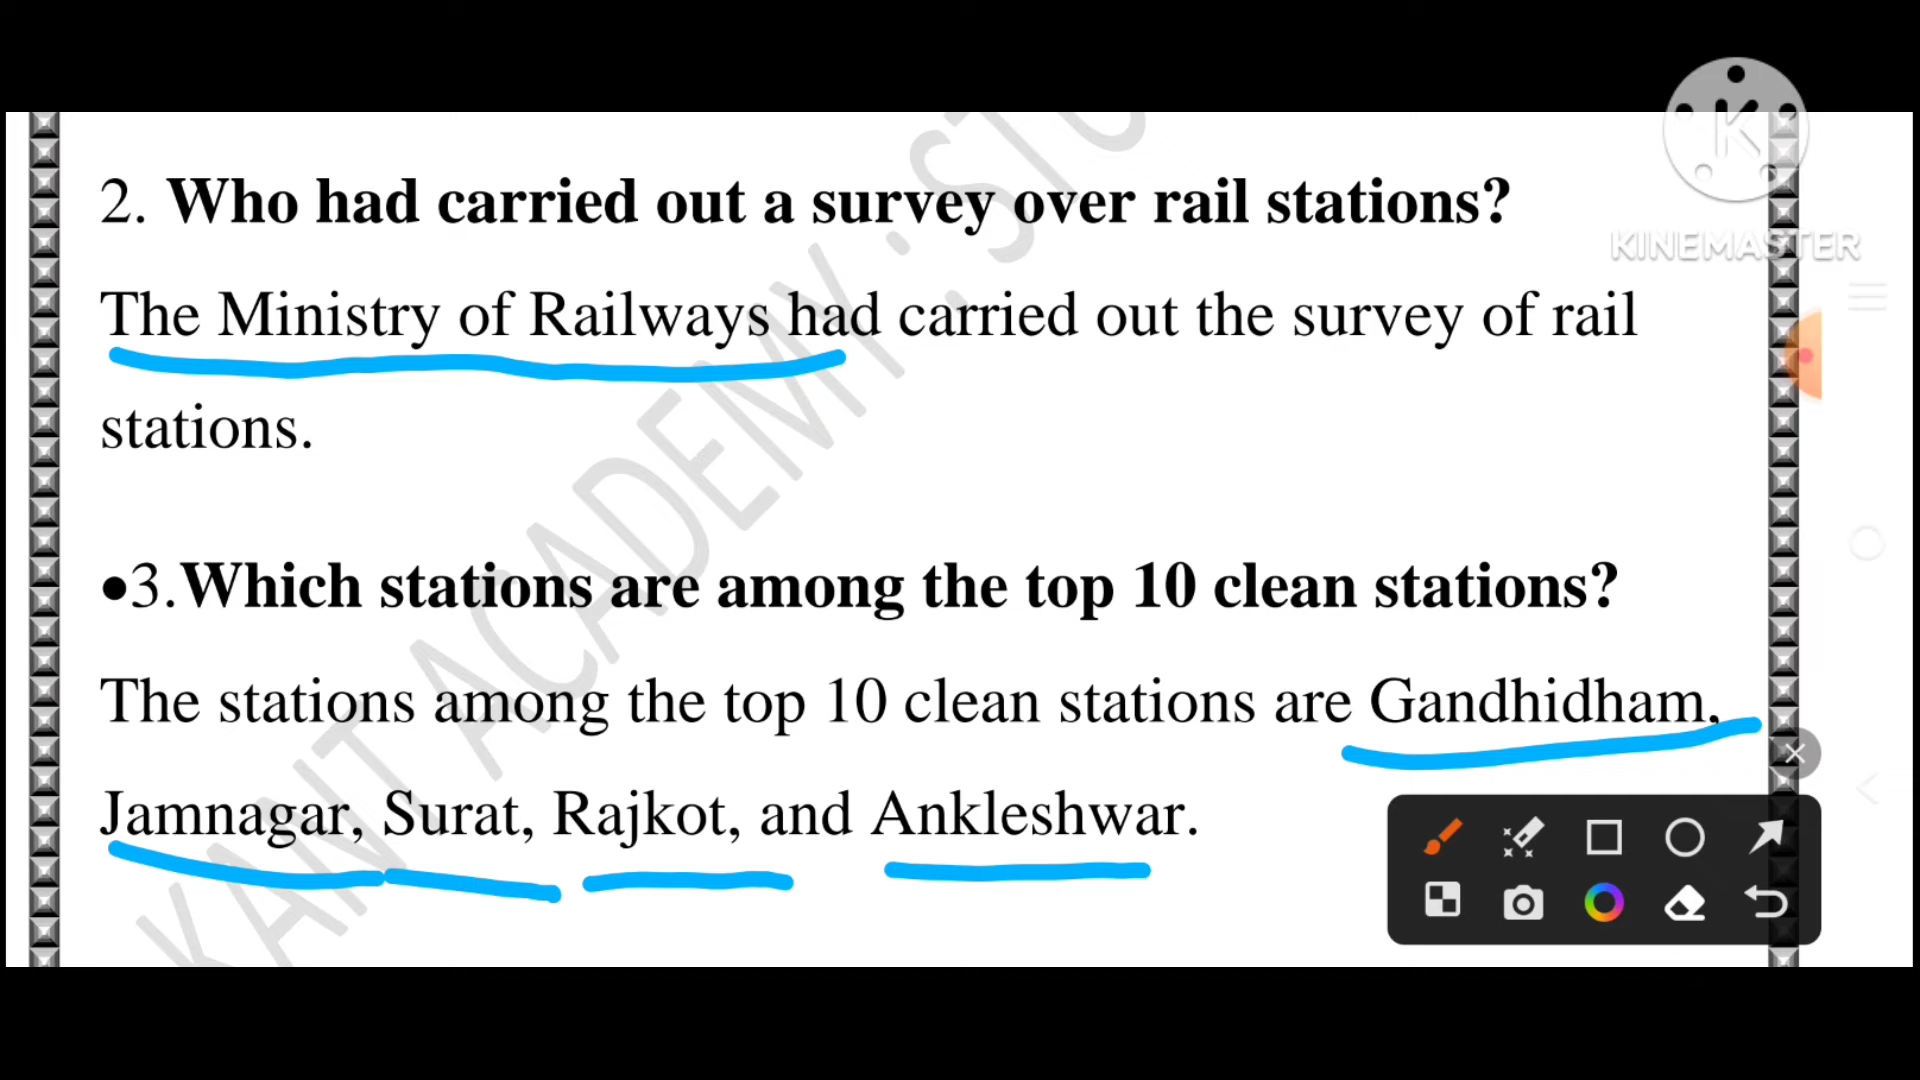 KINEMASTER
2. Who had carried out a survey over rail stations?
The Ministry of Railways had carried out the survey of rail
stations.
•3.Which stations are among the top 10 clean stations?
The stations among the top 10 clean stations are Gandhidham,
Jamnagar, Surat, Rajkot, and Ankleshwar.
KANT ACADEMY :